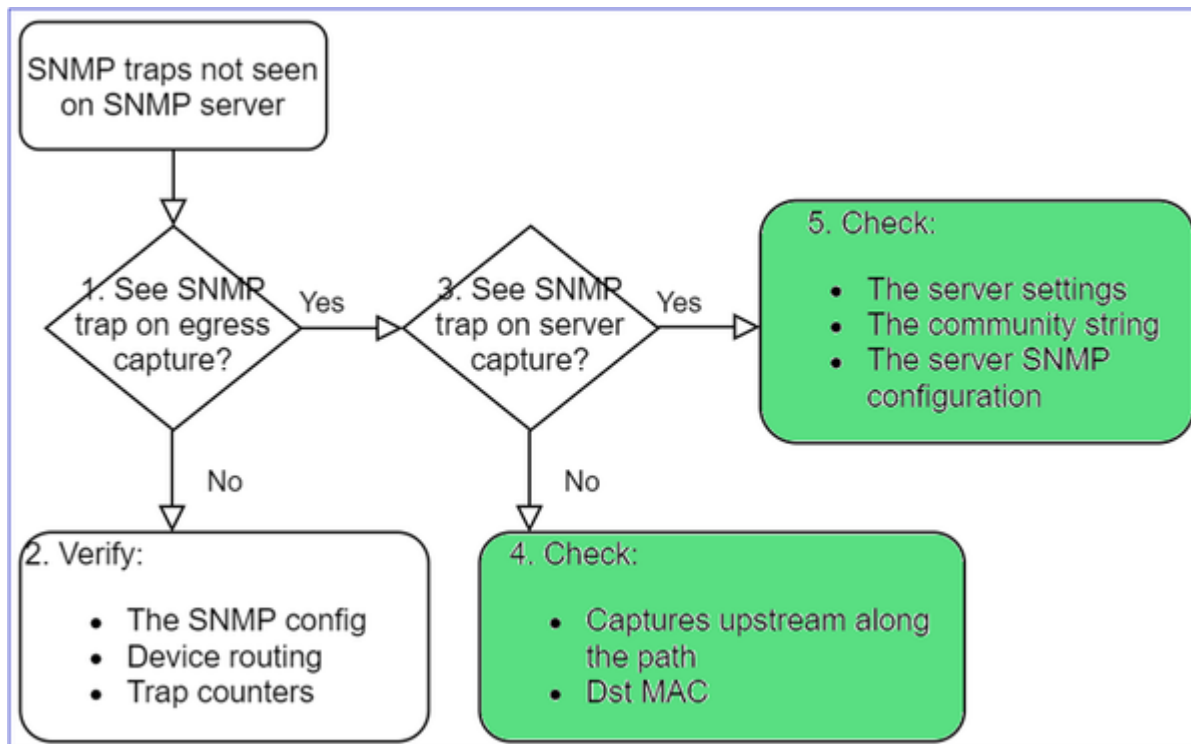 SNMP traps not seen
on SNMP server
1. See SNMP
trap on egress
capture?
Yes
3. See SNMP
trap on server
capture?
Yes
5. Check:
• The server settings
• The community string
• The server SNMP
configuration
No
No
2. Verify:
• The SNMP config
• Device routing
• Trap counters
4. Check:
• Captures upstream along
the path
• Dst MAC